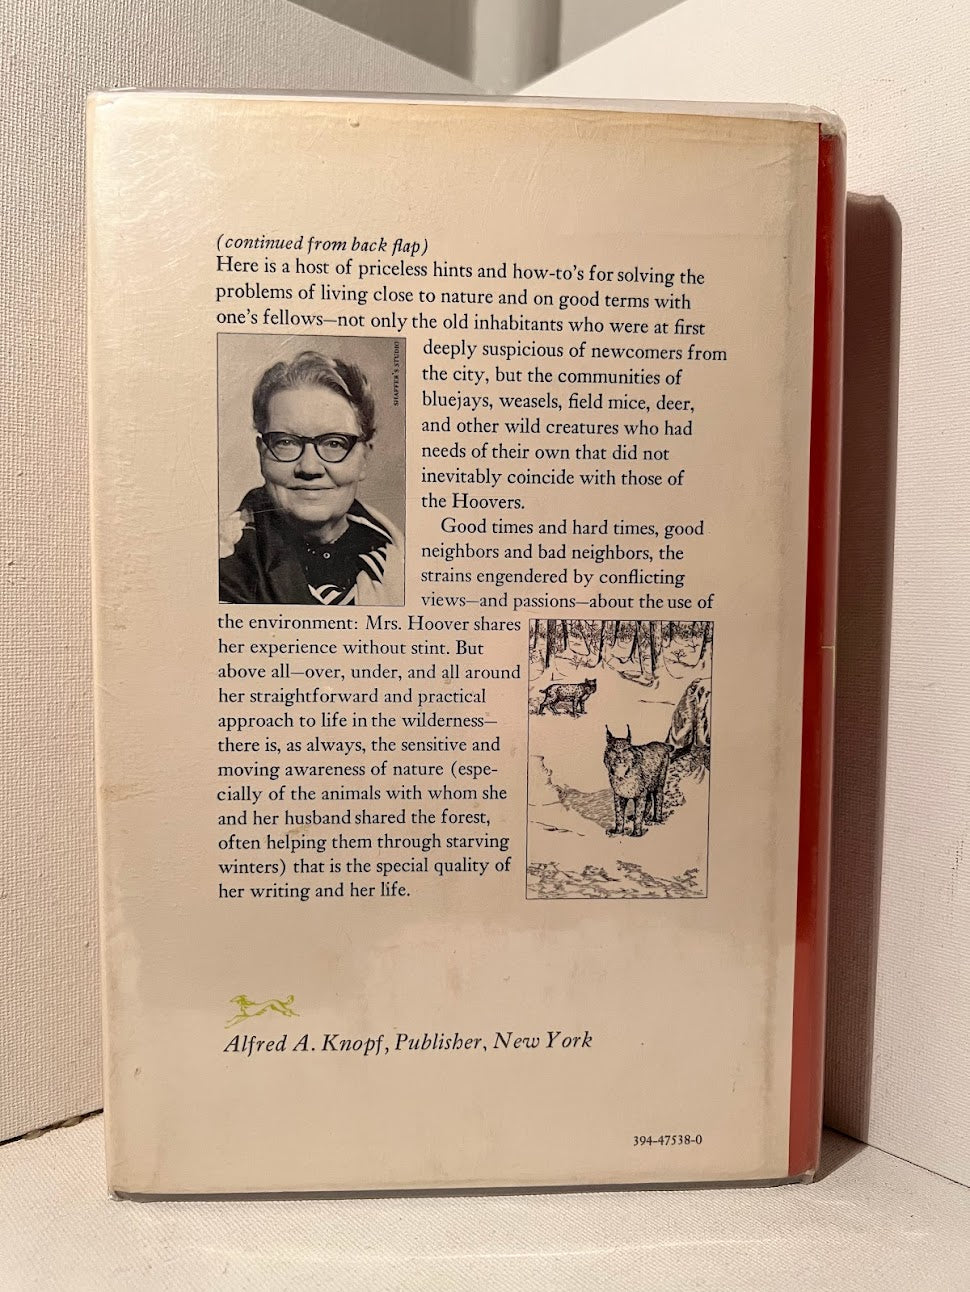 (continued from back flap)
Here is a host of priceless hints and how-to's for solving the
problems of living close to nature and on good terms with
one's fellows—not only the old inhabitants who were at first
deeply suspicious of newcomers from
the city, but the communities of
bluejays, weasels, field mice, deer,
and other wild creatures who had
needs of their own that did not
inevitably coincide with those of
the Hoovers.
Good times and hard times, good
neighbors and bad neighbors, the
strains engendered by conflicting
views—and passions—about the use of
SHAFFER'S STUDIO
the environment: Mrs. Hoover shares
her experience without stint. But
above all—over, under, and all around
her straightforward and practical
approach to life in the wilderness—
there is, as always, the sensitive and
moving awareness of nature (espe-
cially of the animals with whom she
and her husband shared the forest,
often helping them through starving
winters) that is the special quality of
her writing and her life.
Alfred A. Knopf, Publisher, New York
394-47538-0